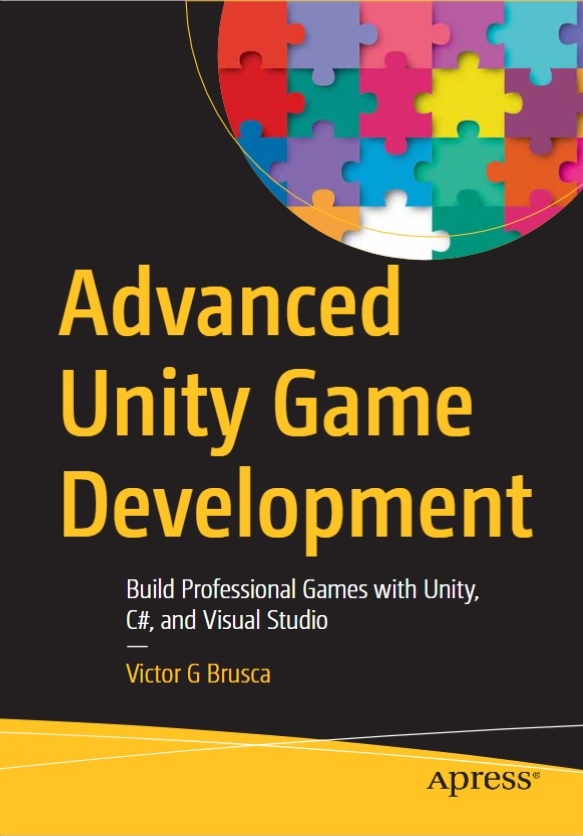 Advanced
Unity Game
Development
Build Professional Games with Unity,
C#, and Visual Studio
Victor G Brusca
Apress®